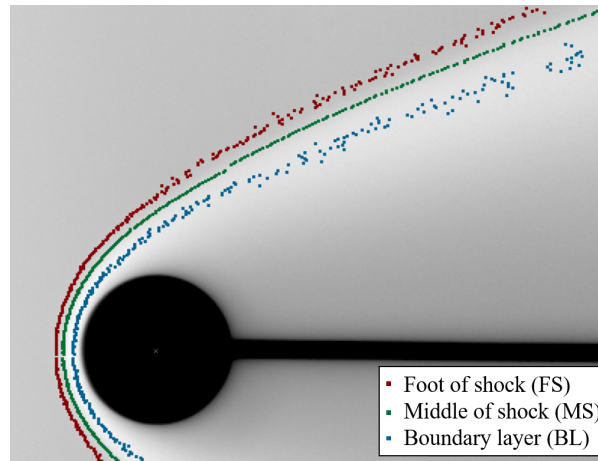 Foot of shock (FS)
Middle of shock (MS)
Boundary layer (BL)